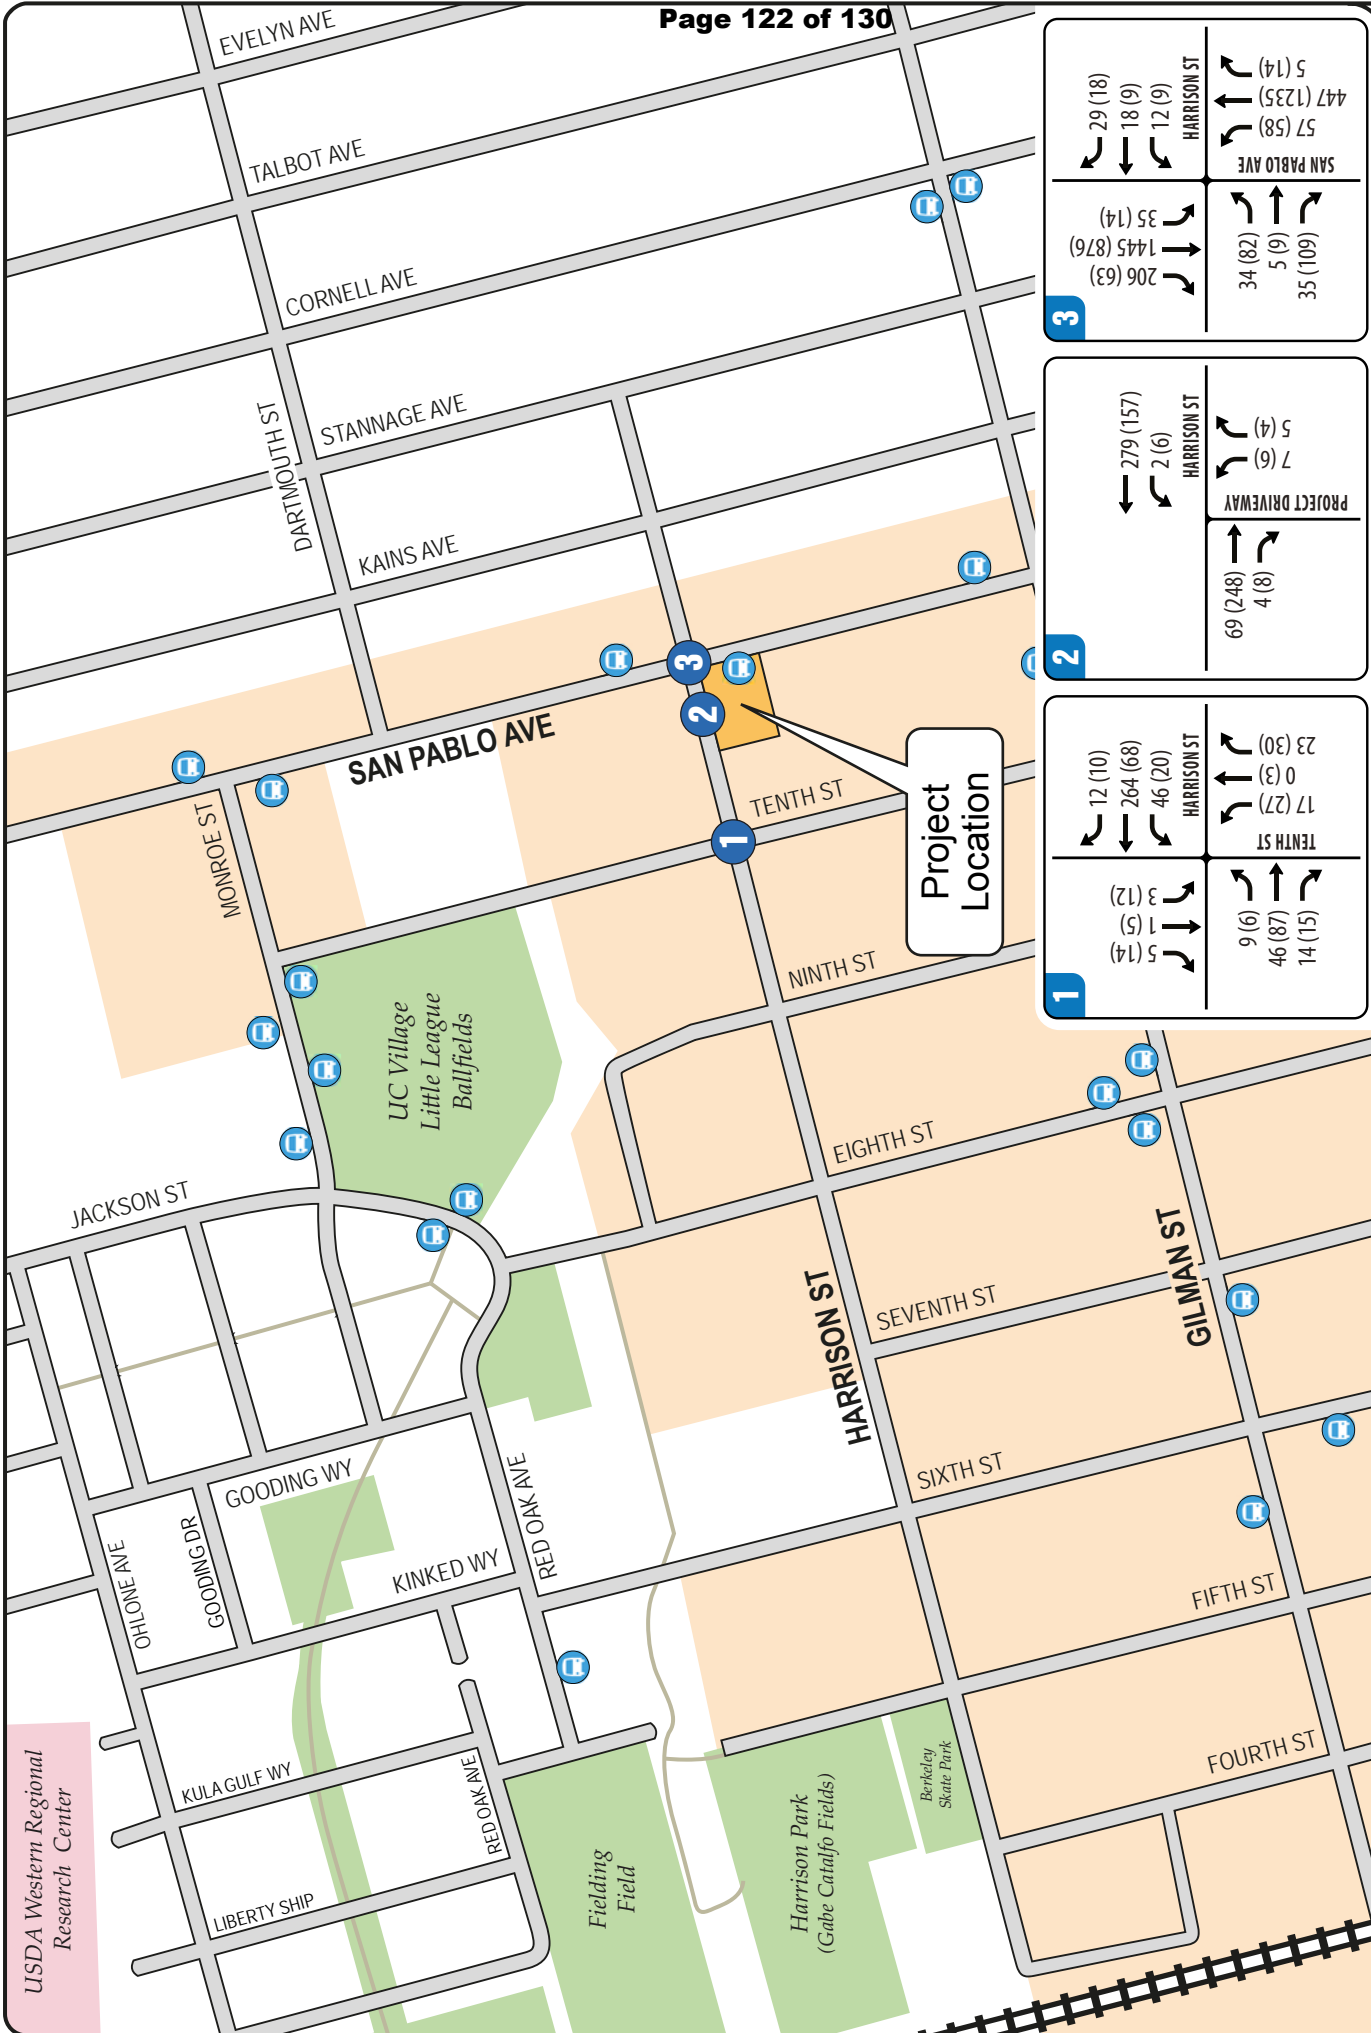 Page 122 of 130
EVELYN AVE
TALBOT AVE
CORNELL AVE
STANNAGE AVE
KAINS AVE
DARTMOUTH ST
SAN PABLO AVE
MONROE ST
TENTH ST
NINTH ST
EIGHTH ST
SEVENTH ST
SIXTH ST
FIFTH ST
FOURTH ST
HARRISON ST
GILMAN ST
JACKSON ST
GOODING WY
GOODING DR
OHLONE AVE
KINKED WY
RED OAK AVE
RED OAK AVE
KULA GULF WY
LIBERTY SHIP
USDA Western Regional
Research Center
UC Village
Little League
Ballfields
Fielding
Field
Harrison Park
(Gabe Catalfo Fields)
Berkeley
Skate Park
Project
Location
1
2
3
1
5 (14)
1 (5)
3 (12)
12 (10)
264 (68)
46 (20)
HARRISON ST
9 (6)
46 (87)
14 (15)
TENTH ST
17 (27)
0 (3)
23 (30)
2
279 (157)
2 (6)
HARRISON ST
69 (248)
4 (8)
PROJECT DRIVEWAY
7 (6)
5 (4)
3
206 (63)
1445 (876)
35 (14)
29 (18)
18 (9)
12 (9)
HARRISON ST
34 (82)
5 (9)
35 (109)
SAN PABLO AVE
57 (58)
447 (1235)
5 (14)